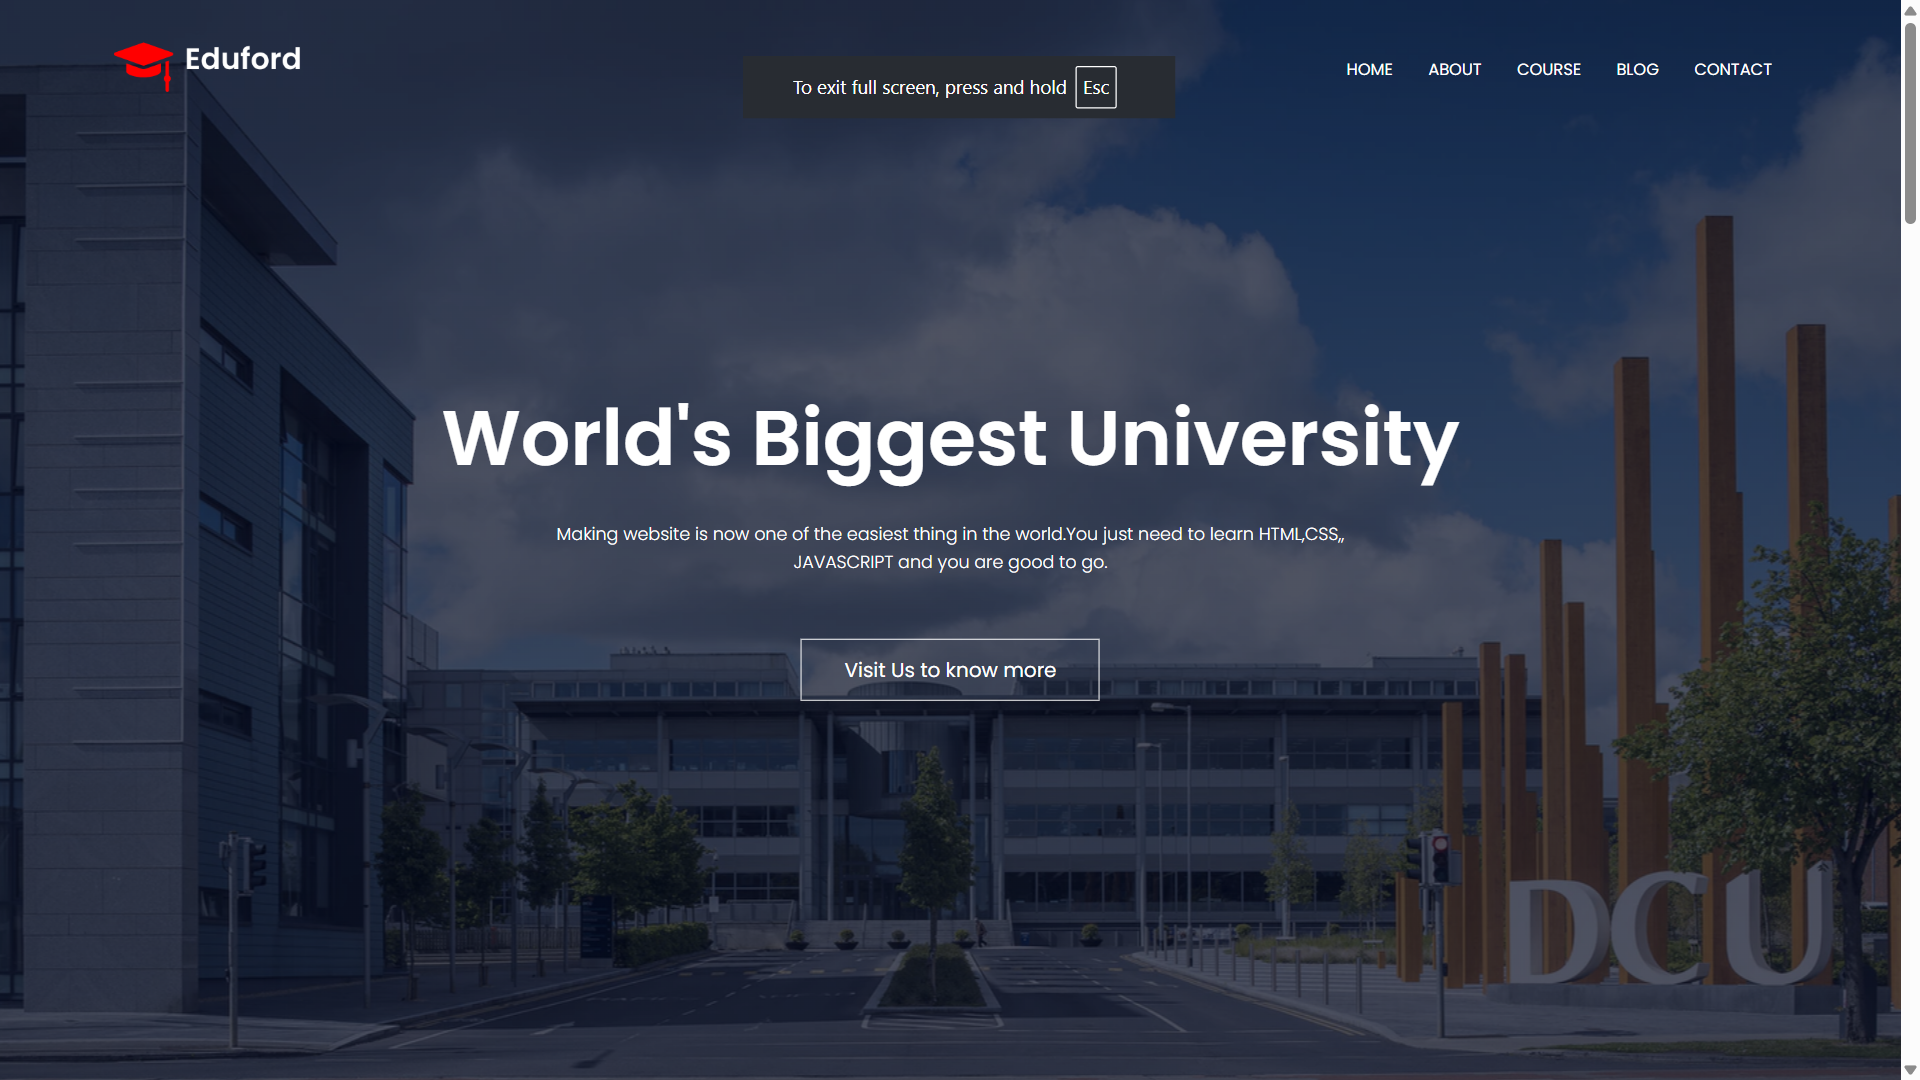 Eduford
To exit full screen, press and hold Esc
HOME ABOUT COURSE BLOG CONTACT
World's Biggest University
Making website is now one of the easiest thing in the world.You just need to learn HTML,CSS,,
JAVASCRIPT and you are good to go.
Visit Us to know more
DCU